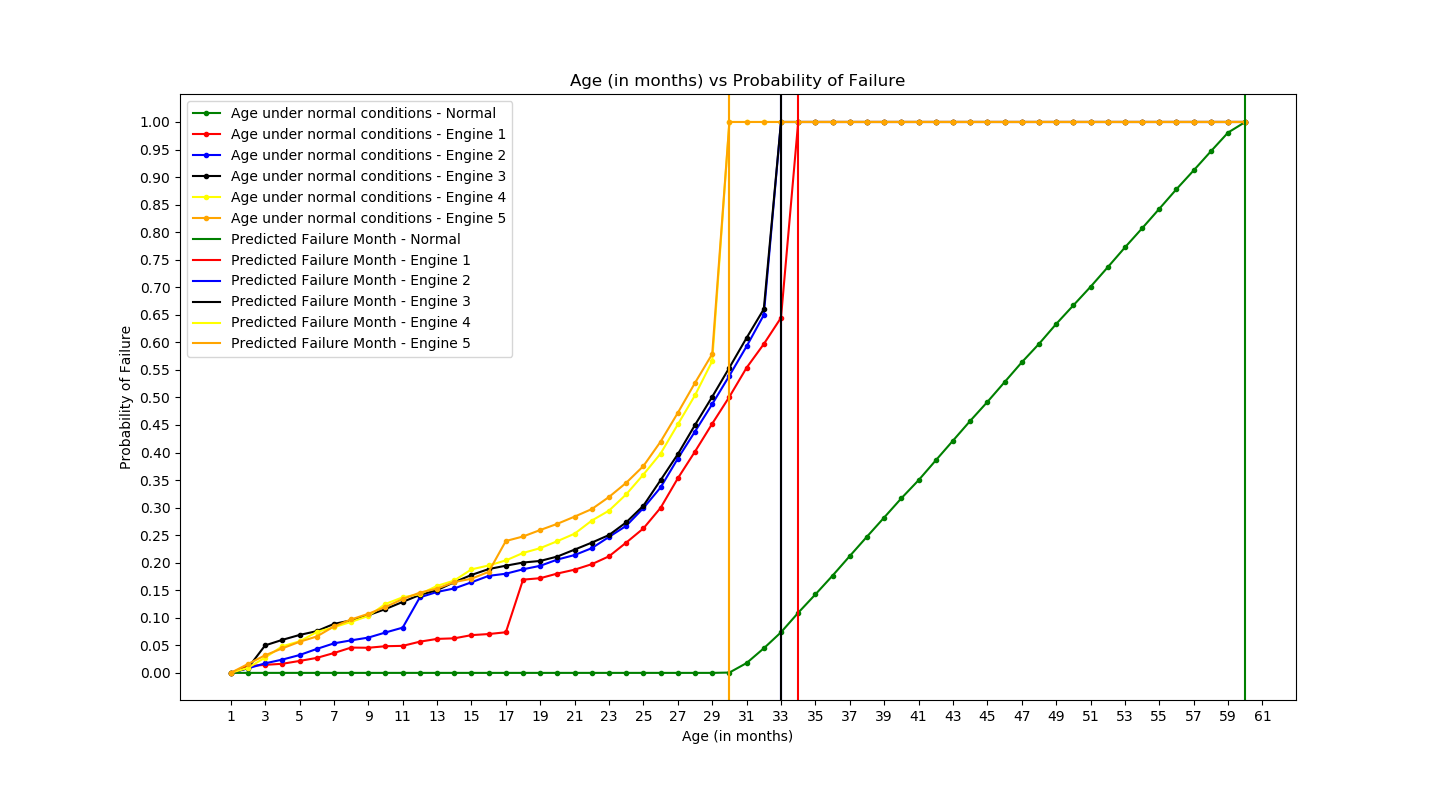 Age (in months) vs Probability of Failure
Age under normal conditions - Normal
Age under normal conditions - Engine 1
Age under normal conditions - Engine 2
Age under normal conditions - Engine 3
Age under normal conditions - Engine 4
Age under normal conditions - Engine 5
Predicted Failure Month - Normal
Predicted Failure Month - Engine 1
Predicted Failure Month - Engine 2
Predicted Failure Month - Engine 3
Predicted Failure Month - Engine 4
Predicted Failure Month - Engine 5
Probability of Failure
1.00
0.95
0.90
0.85
0.80
0.75
0.70
0.65
0.60
0.55
0.50
0.45
0.40
0.35
0.30
0.25
0.20
0.15
0.10
0.05
0.00
1 3 5 7 9 11 13 15 17 19 21 23 25 27 29 31 33 35 37 39 41 43 45 47 49 51 53 55 57 59 61
Age (in months)